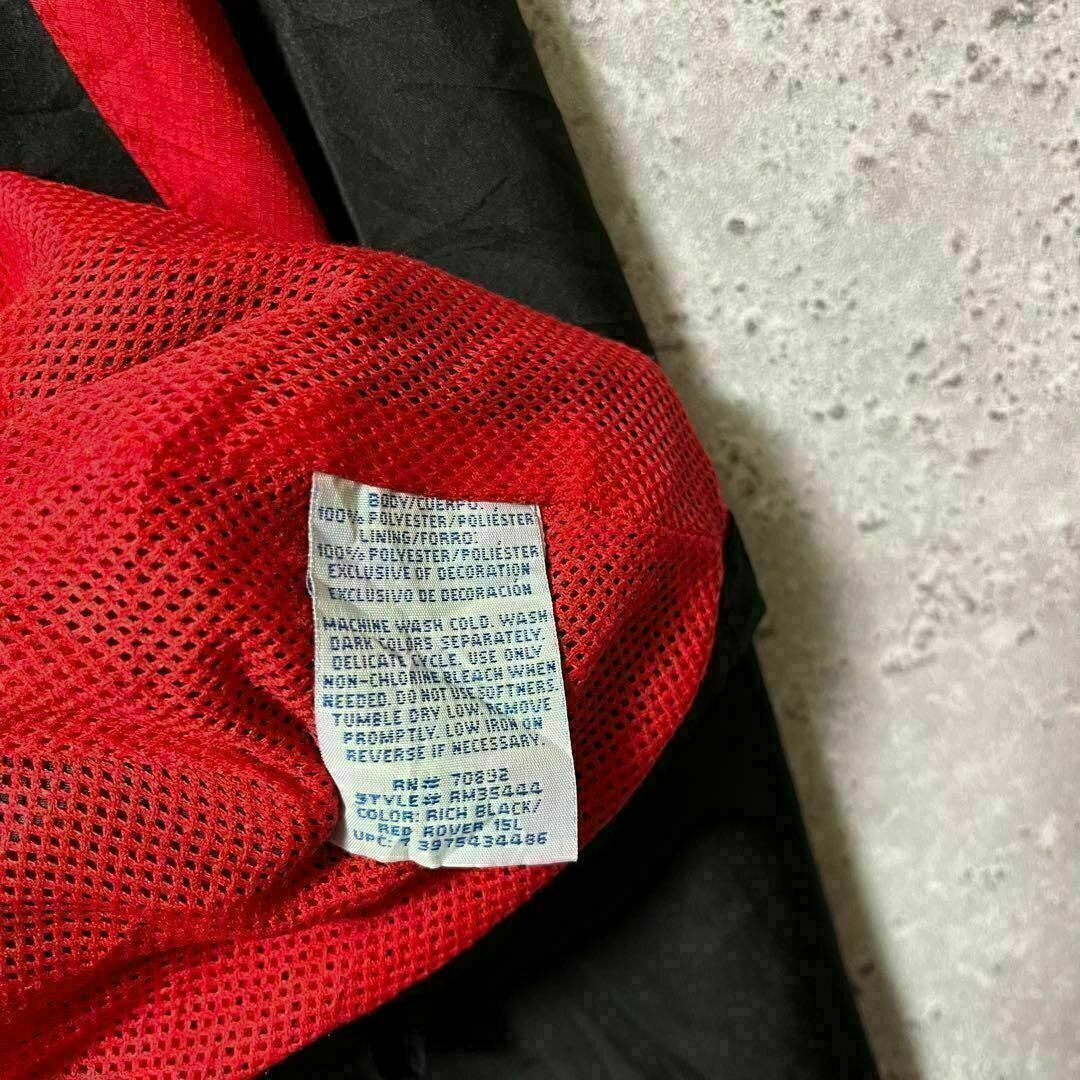 BODY/CUERPO:
100% POLYESTER/POLIÉSTER
LINING/FORRO:
100% POLYESTER/POLIÉSTER
EXCLUSIVE OF DECORATION
EXCLUSIVO DE DECORACIÓN
MACHINE WASH COLD. WASH
DARK COLORS SEPARATELY.
DELICATE CYCLE. USE ONLY
NON-CHLORINE BLEACH WHEN
NEEDED. DO NOT USE SOFTNERS.
TUMBLE DRY LOW. REMOVE
PROMPTLY. LOW IRON ON
REVERSE IF NECESSARY.
RN# 70892
STYLE# RM35444
COLOR: RICH BLACK/
RED ROVER 15L
UPC: 7 3975434486